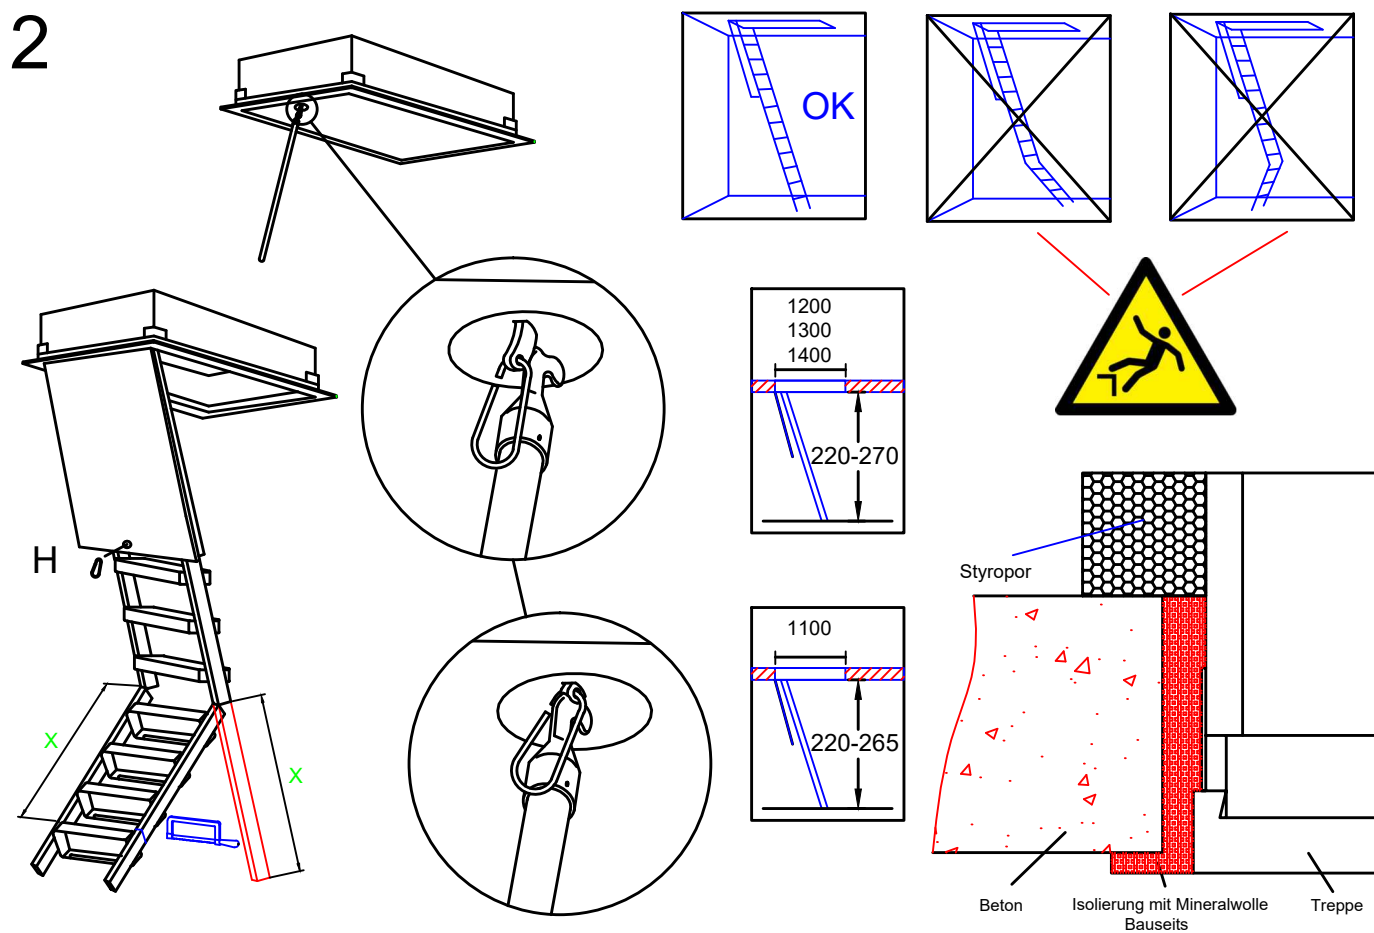 2
OK
1200
1300
1400
220-270
H
Styropor
1100
220-265
X
X
Beton
Isolierung mit Mineralwolle
Bauseits
Treppe